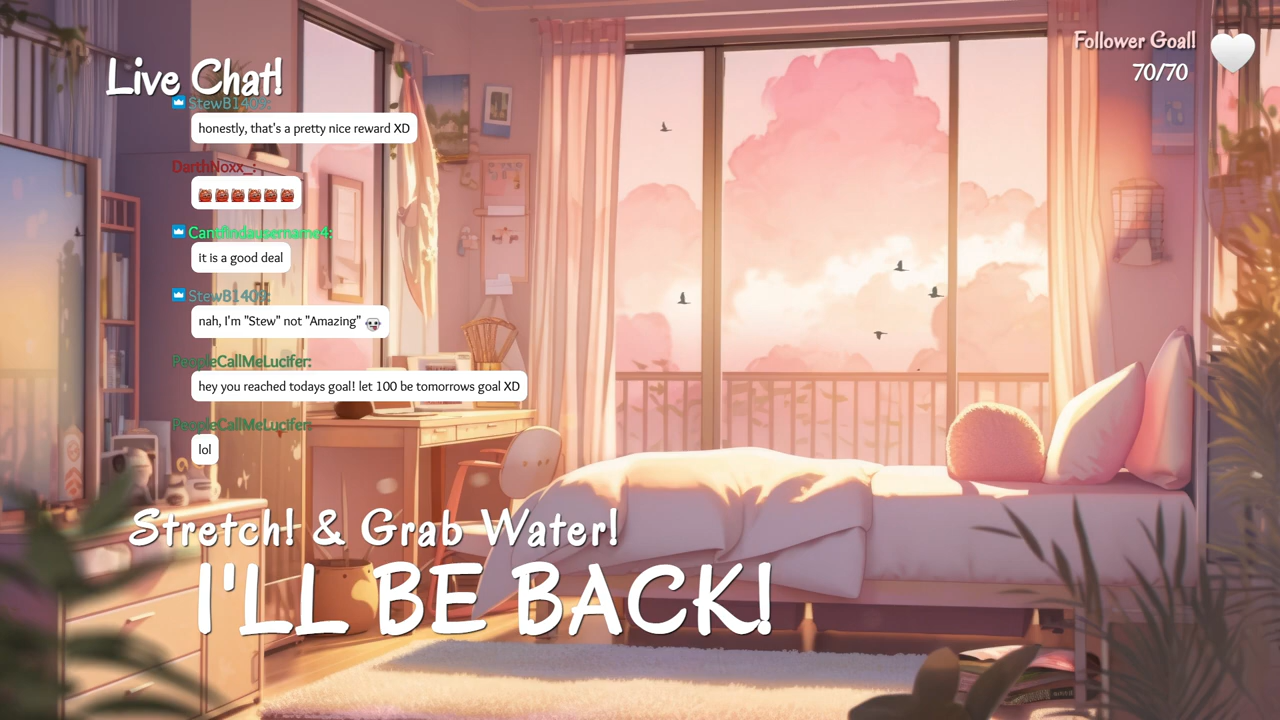 Live Chat!
StewB1409:
honestly, that's a pretty nice reward XD
DarthNoxx_:
Cantfindausername4:
it is a good deal
StewB1409:
nah, I'm "Stew" not "Amazing"
PeopleCallMeLucifer:
hey you reached todays goal! let 100 be tomorrows goal XD
PeopleCallMeLucifer:
lol
Follower Goal!
70/70
Stretch! & Grab Water!
I'LL BE BACK!